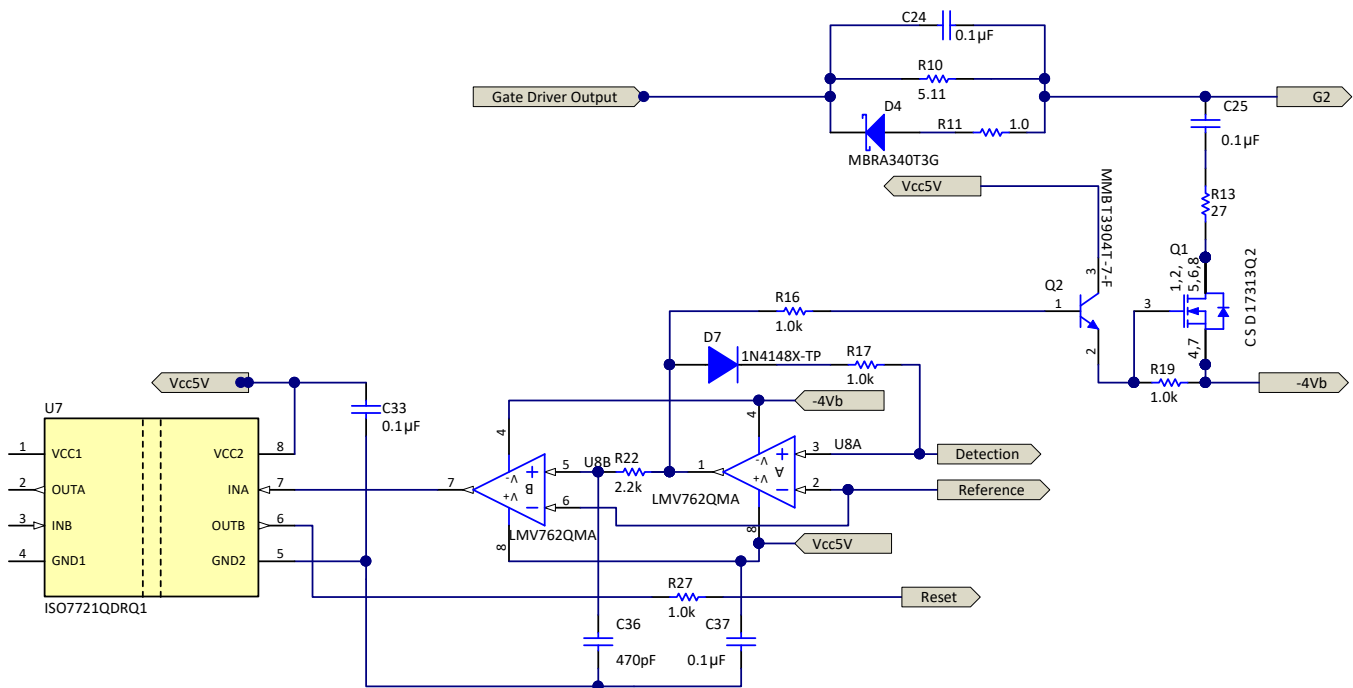 C24
0.1µF
R10
5.11
Gate Driver Output
G2
D4
R11
1.0
MBRA340T3G
C25
0.1µF
Vcc5V
MMBT3904T-7-F
R13
27
Q1
1,2,
5,6,8
CSD17313Q2
3
Q2
1
3
2
4,7
R16
1.0k
D7
1N4148X-TP
R17
1.0k
R19
1.0k
-4Vb
Vcc5V
U7
C33
0.1µF
-4Vb
4
4
1
VCC1
VCC2
8
2
OUTA
INA
7
3
INB
OUTB
6
4
GND1
GND2
5
ISO7721QDRQ1
7
+
V-
B
V+
−
5
6
8
U8B
LMV762QMA
R22
2.2k
1
+
V-
A
V+
−
3
2
8
U8A
LMV762QMA
Detection
Reference
Vcc5V
R27
1.0k
Reset
C36
470pF
C37
0.1µF